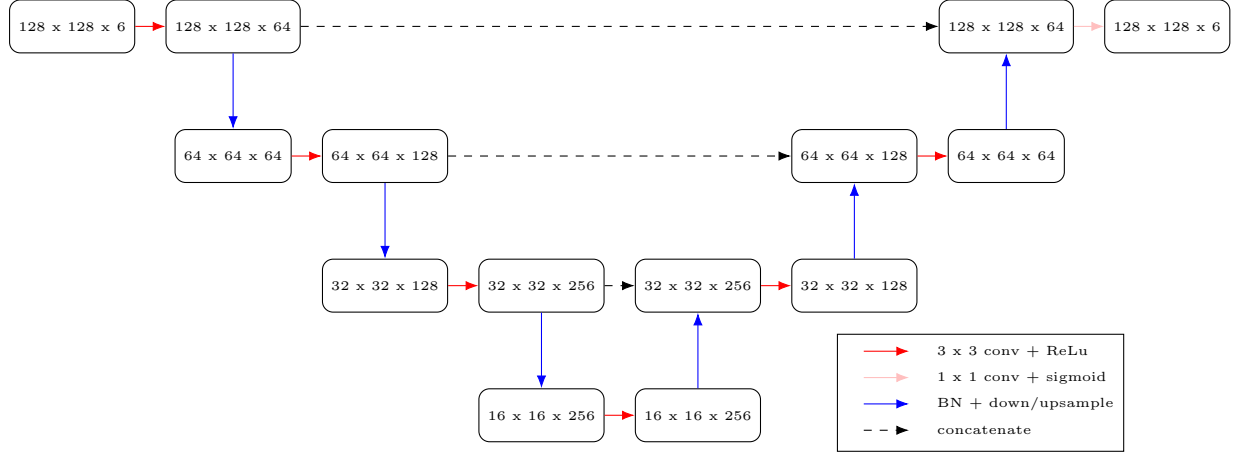 128 x 128 x 6
128 x 128 x 64
128 x 128 x 64
128 x 128 x 6
64 x 64 x 64
64 x 64 x 128
64 x 64 x 128
64 x 64 x 64
32 x 32 x 128
32 x 32 x 256
32 x 32 x 256
32 x 32 x 128
16 x 16 x 256
16 x 16 x 256
3 x 3 conv + ReLu
1 x 1 conv + sigmoid
BN + down/upsample
concatenate